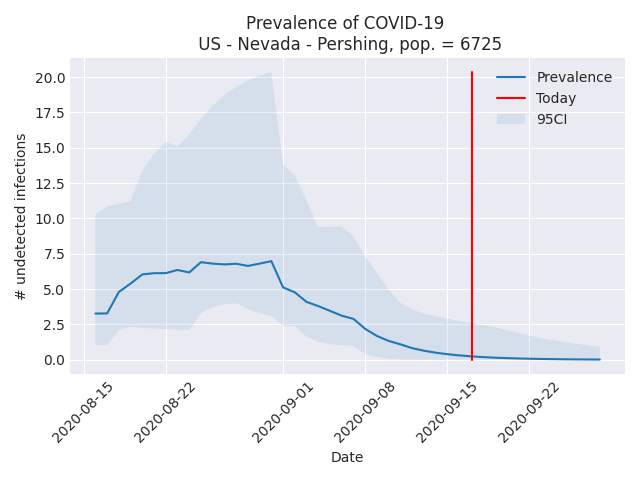 Prevalence of COVID-19
US - Nevada - Pershing, pop. = 6725
Prevalence
Today
95CI
20.0
17.5
15.0
12.5
10.0
7.5
5.0
2.5
0.0
# undetected infections
2020-08-15
2020-08-22
2020-09-01
2020-09-08
2020-09-15
2020-09-22
Date